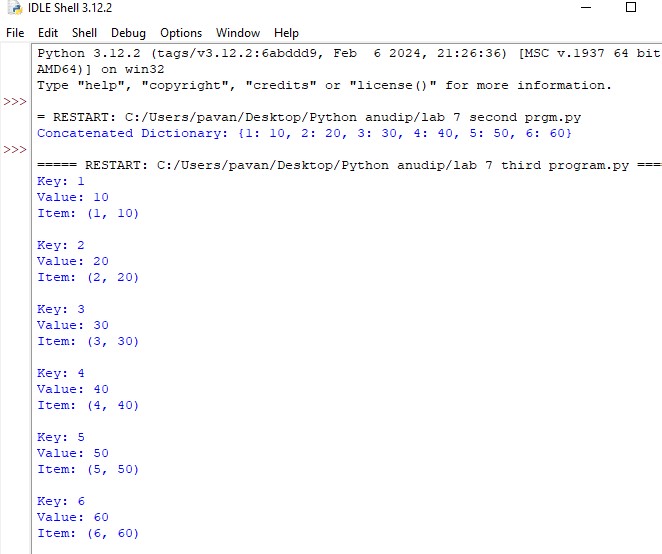 IDLE Shell 3.12.2
File Edit Shell Debug Options Window Help
Python 3.12.2 (tags/v3.12.2:6abddd9, Feb  6 2024, 21:26:36) [MSC v.1937 64 bit
AMD64)] on win32
Type "help", "copyright", "credits" or "license()" for more information.
>>>
= RESTART: C:/Users/pavan/Desktop/Python anudip/lab 7 second prgm.py
Concatenated Dictionary: {1: 10, 2: 20, 3: 30, 4: 40, 5: 50, 6: 60}
>>>
===== RESTART: C:/Users/pavan/Desktop/Python anudip/lab 7 third program.py ====
Key: 1
Value: 10
Item: (1, 10)
Key: 2
Value: 20
Item: (2, 20)
Key: 3
Value: 30
Item: (3, 30)
Key: 4
Value: 40
Item: (4, 40)
Key: 5
Value: 50
Item: (5, 50)
Key: 6
Value: 60
Item: (6, 60)